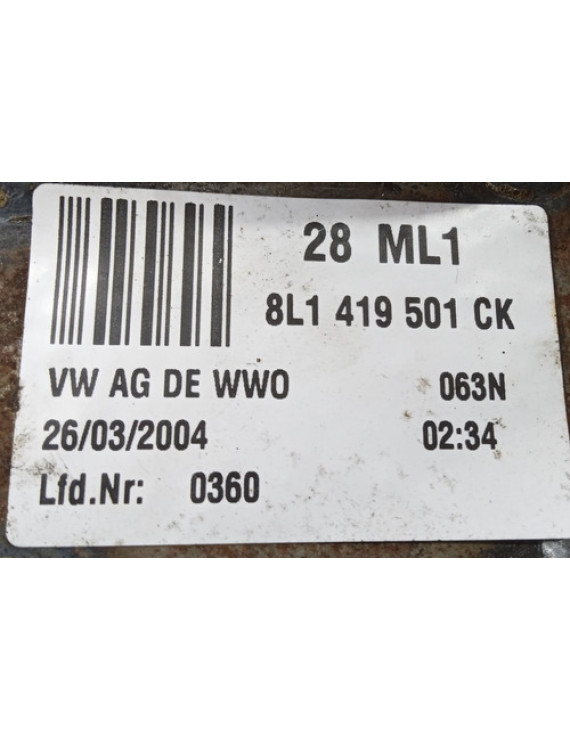 28 ML1
8L1 419 501 CK
VW AG DE WWO 063N
26/03/2004 02:34
Lfd.Nr: 0360